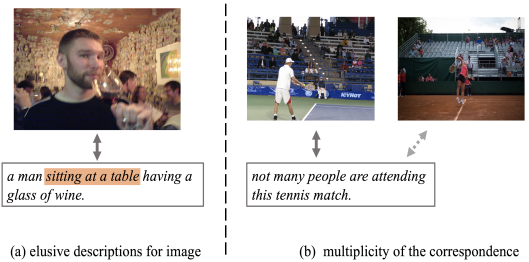 ICYHOT
a man sitting at a table having a
glass of wine.
not many people are attending
this tennis match.
(a) elusive descriptions for image
(b) multiplicity of the correspondence